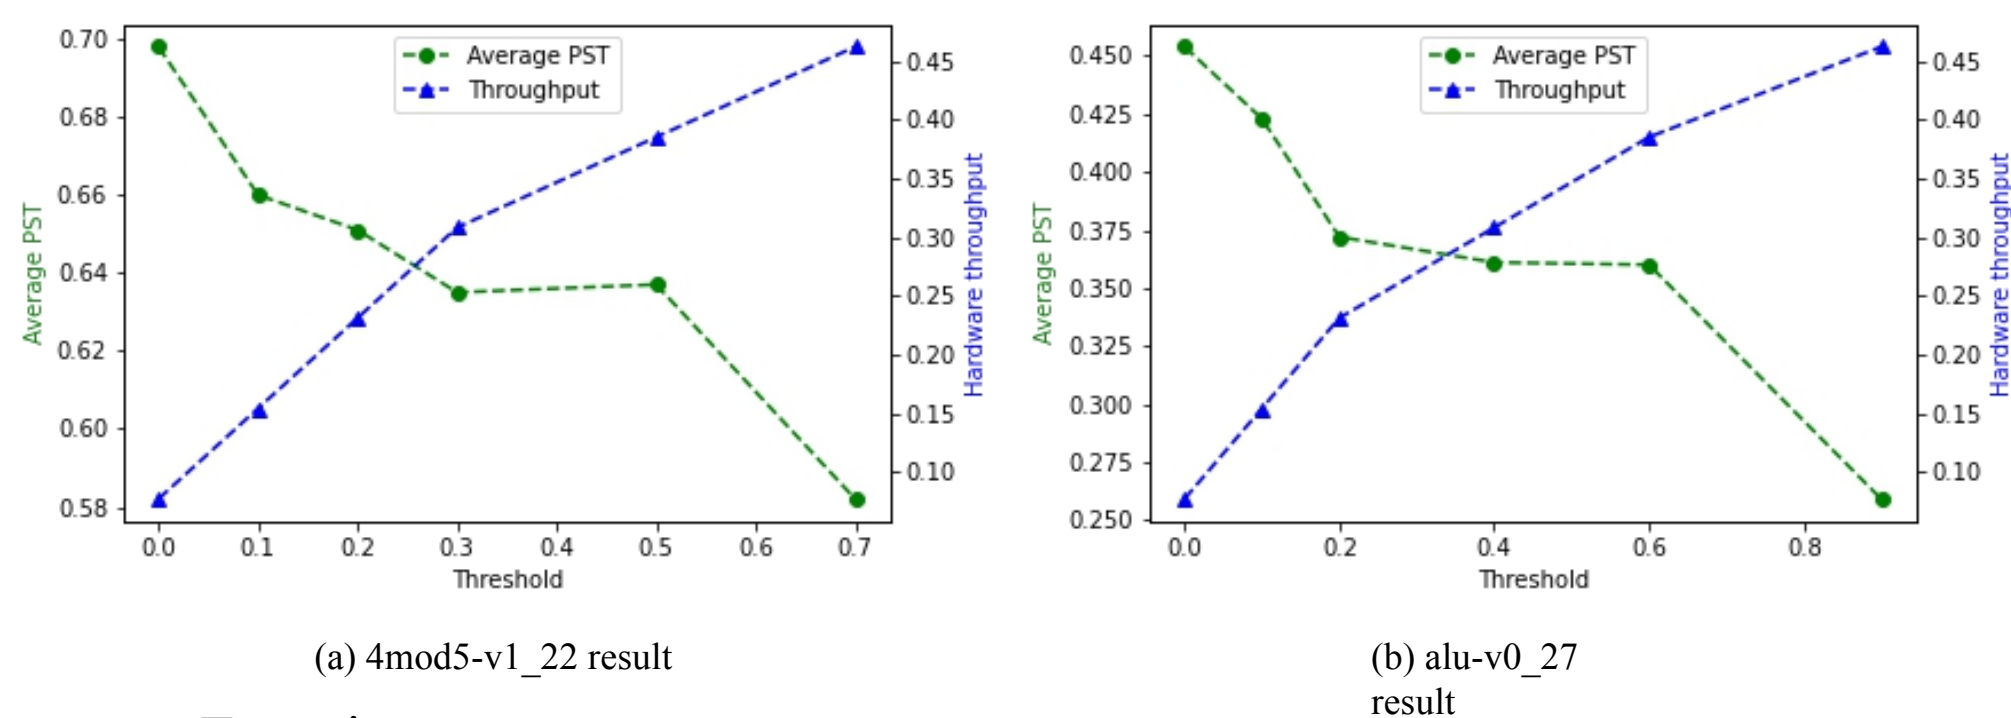 Average PST
Throughput
0.70
0.68
0.66
0.64
0.62
0.60
0.58
Average PST
0.45
0.40
0.35
0.30
0.25
0.20
0.15
0.10
Hardware throughput
0.0 0.1 0.2 0.3 0.4 0.5 0.6 0.7
Threshold
(a) 4mod5-v1_22 result
Average PST
Throughput
0.450
0.425
0.400
0.375
0.350
0.325
0.300
0.275
0.250
Average PST
0.45
0.40
0.35
0.30
0.25
0.20
0.15
0.10
Hardware throughput
0.0 0.2 0.4 0.6 0.8
Threshold
(b) alu-v0_27
result